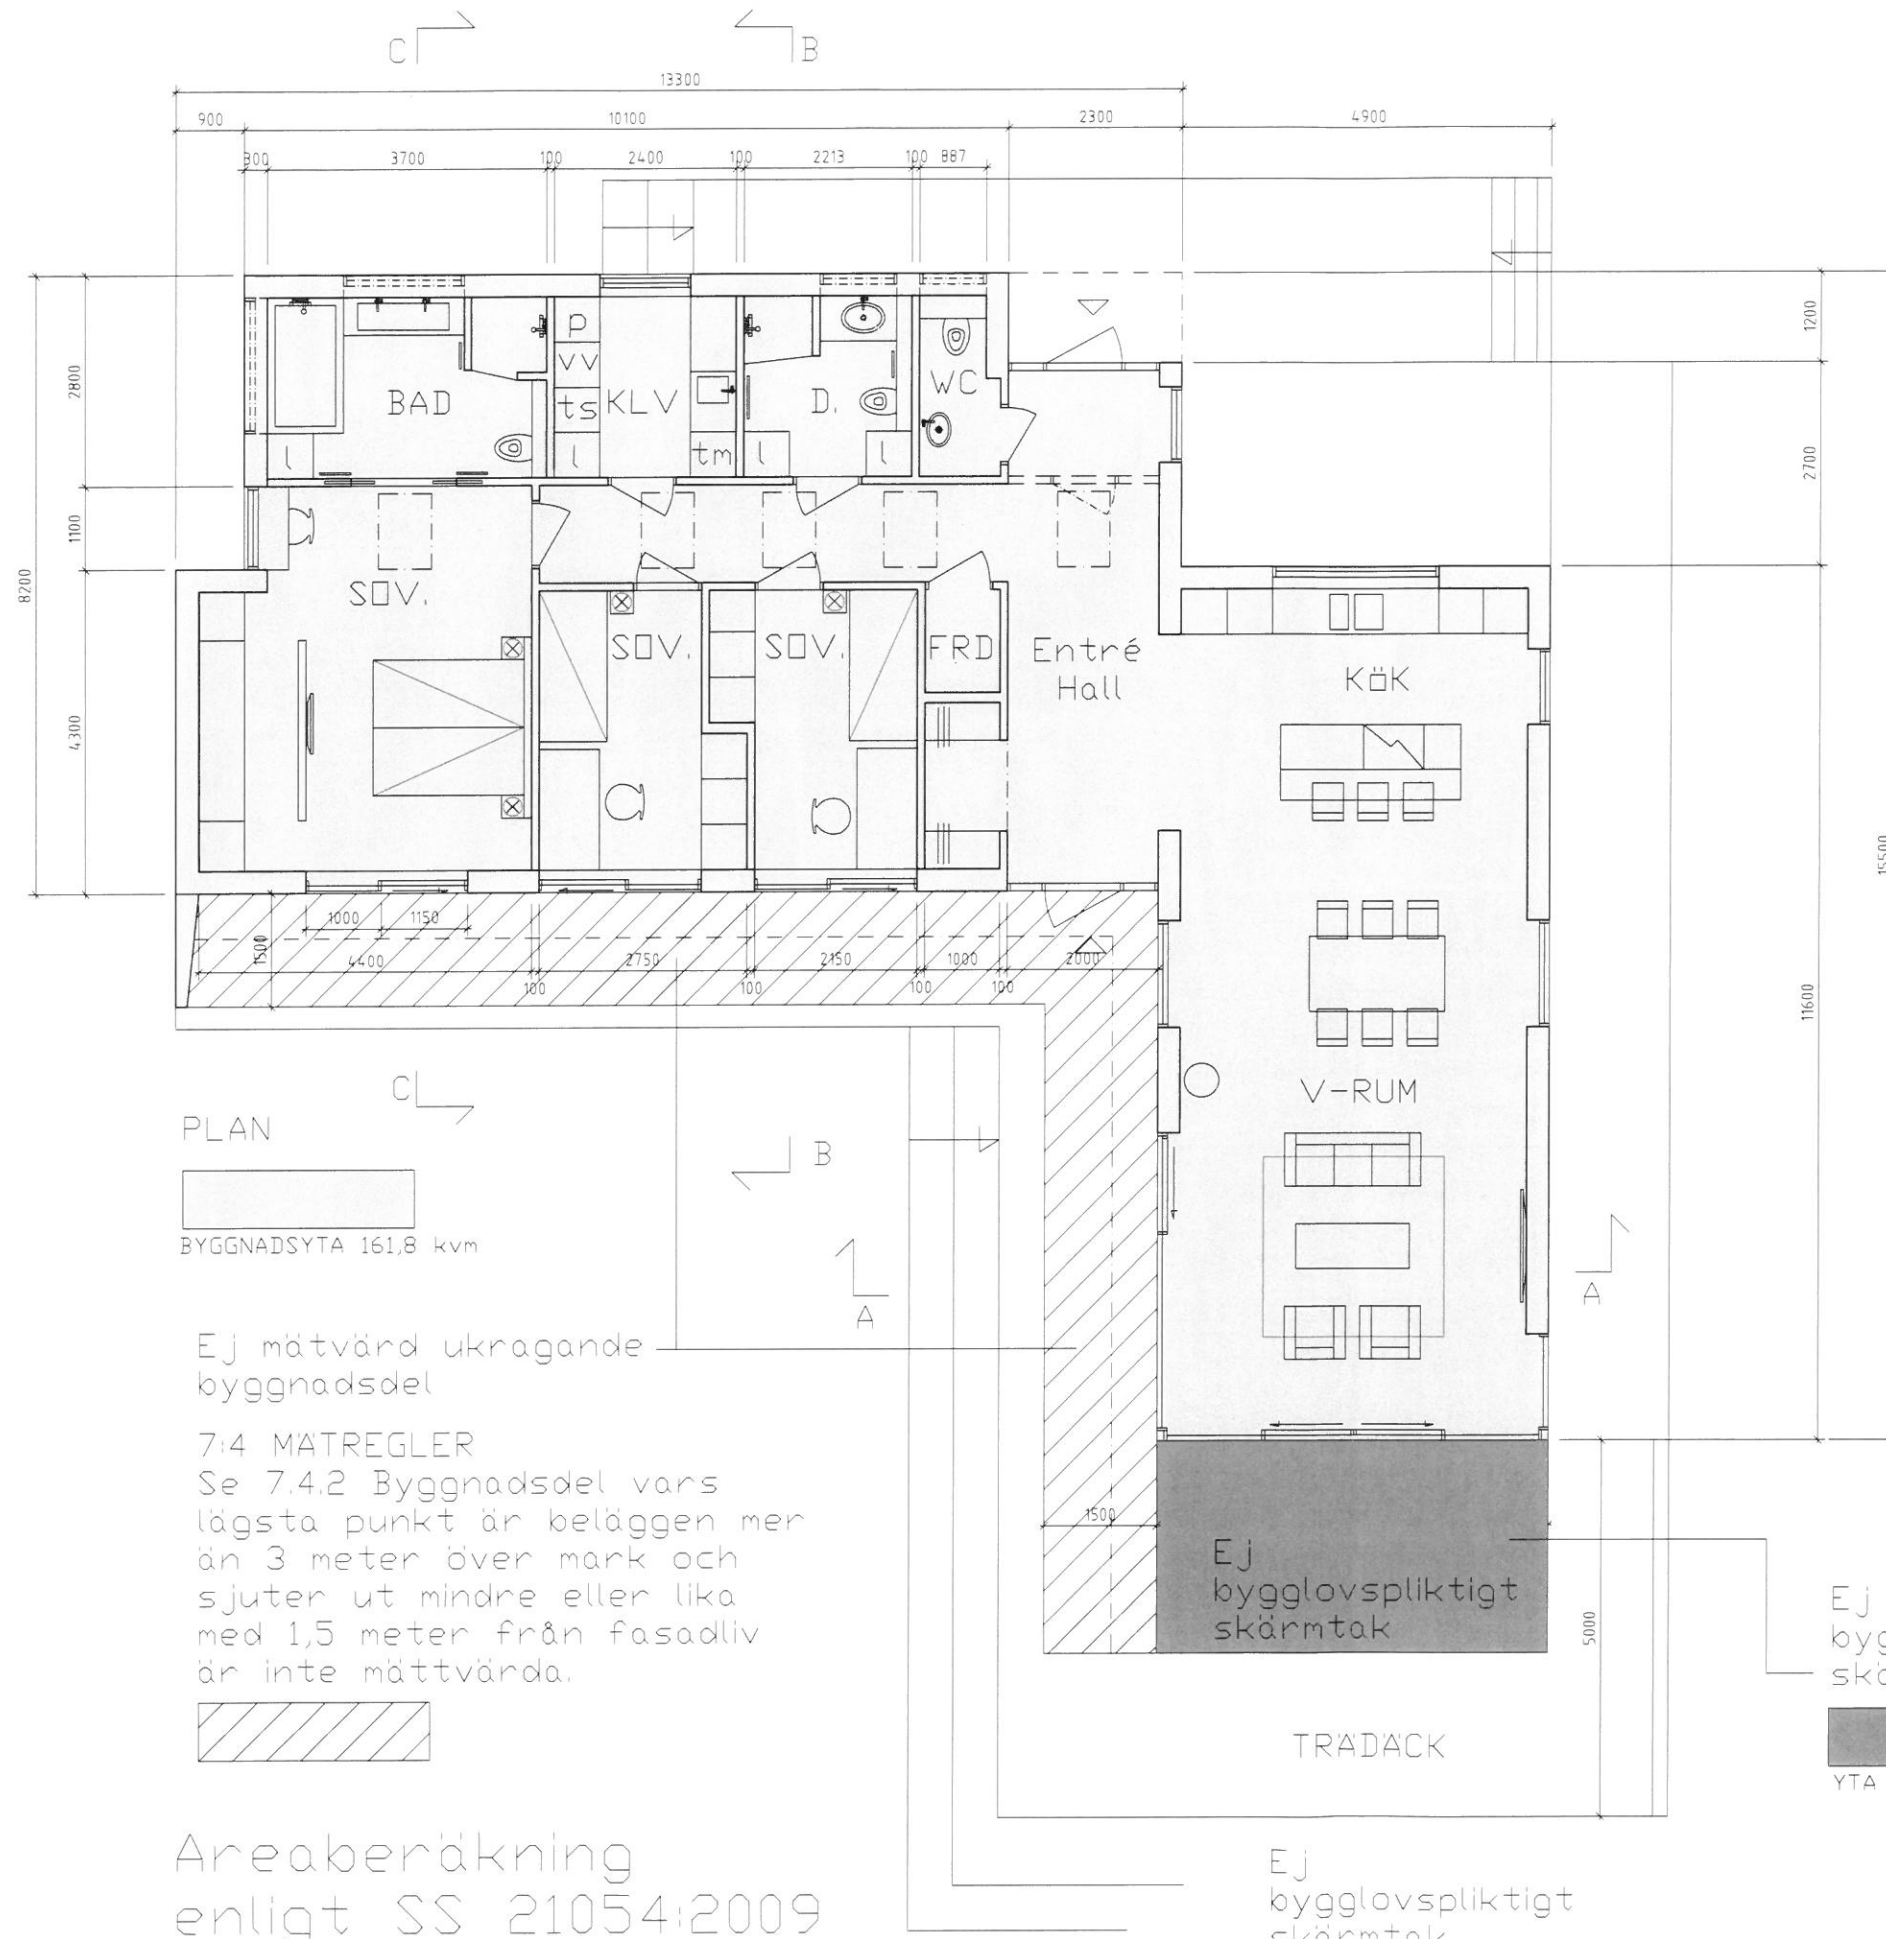 C
B
13300
900
10100
2300
4900
300
3700
100
2400
100
2213
100
887
1200
2800
BAD
p
vv
ts
KLV
l
l
tm
D.
l
l
WC
2700
1100
8200
SOV.
SOV.
SOV.
FRD
Entré
Hall
KÖK
4300
15500
1000
1150
1500
4400
2750
2150
1000
2000
100
100
100
100
11600
C
V-RUM
PLAN
B
BYGGNADSYTA 161,8 kvm
A
A
Ej mätvärd ukragande
byggnadsdel
7:4 MÄTREGLER
Se 7.4.2 Byggnadsdel vars
lägsta punkt är beläggen mer
än 3 meter över mark och
sjuter ut mindre eller lika
med 1,5 meter från fasadliv
är inte mättvärda.
1500
Ej
bygglovspliktigt
skärmtak
5000
Ej
TRÄDÄCK
YTA
Areaberäkning
enligt SS 21054:2009
Ej
bygglovspliktigt
skärmtak